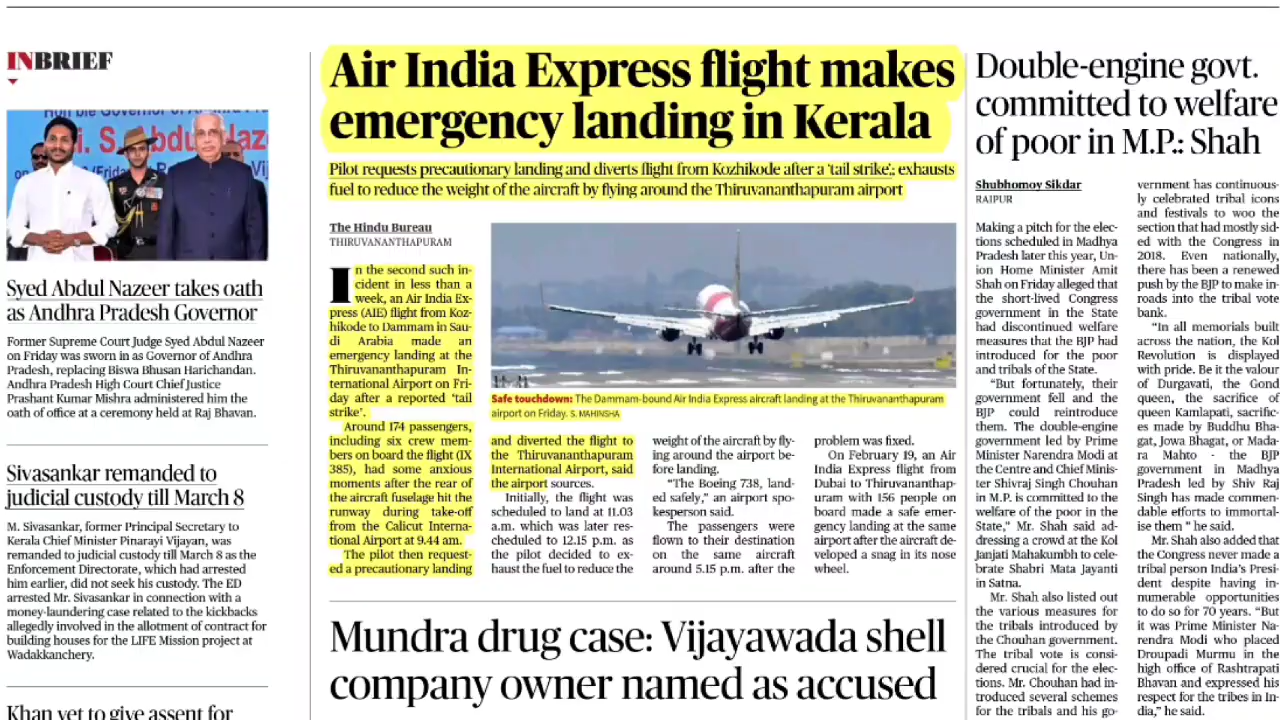 INBRIEF
Hon'ble Governor of Andhra Pra
i. S. Abdul Naze
Syed Abdul Nazeer takes oath
as Andhra Pradesh Governor
Former Supreme Court Judge Syed Abdul Nazeer
on Friday was sworn in as Governor of Andhra
Pradesh, replacing Biswa Bhusan Harichandan.
Andhra Pradesh High Court Chief Justice
Prashant Kumar Mishra administered him the
oath of office at a ceremony held at Raj Bhavan.
Sivasankar remanded to
judicial custody till March 8
M. Sivasankar, former Principal Secretary to
Kerala Chief Minister Pinarayi Vijayan, was
remanded to judicial custody till March 8 as the
Enforcement Directorate, which had arrested
him earlier, did not seek his custody. The ED
arrested Mr. Sivasankar in connection with a
money-laundering case related to the kickbacks
allegedly involved in the allotment of contract for
building houses for the LIFE Mission project at
Wadakkanchery.
Khan yet to give assent for
Air India Express flight makes
emergency landing in Kerala
Pilot requests precautionary landing and diverts flight from Kozhikode after a 'tail strike'; exhausts
fuel to reduce the weight of the aircraft by flying around the Thiruvananthapuram airport
The Hindu Bureau
THIRUVANANTHAPURAM
In the second such in-
cident in less than a
week, an Air India Ex-
press (AIE) flight from Koz-
hikode to Dammam in Sau-
di Arabia made an
emergency landing at the
Thiruvananthapuram In-
ternational Airport on Fri-
day after a reported 'tail
strike'.
Around 174 passengers,
including six crew mem-
bers on board the flight (IX
385), had some anxious
moments after the rear of
the aircraft fuselage hit the
runway during take-off
from the Calicut Interna-
tional Airport at 9.44 am.
The pilot then request-
ed a precautionary landing
Safe touchdown: The Dammam-bound Air India Express aircraft landing at the Thiruvananthapuram
airport on Friday. S. MAHINSHA
and diverted the flight to
the Thiruvananthapuram
International Airport, said
the airport sources.
Initially, the flight was
scheduled to land at 11.03
a.m. which was later res-
cheduled to 12.15 p.m. as
the pilot decided to ex-
haust the fuel to reduce the
weight of the aircraft by fly-
ing around the airport be-
fore landing.
"The Boeing 738, land-
ed safely," an airport spo-
kesperson said.
The passengers were
flown to their destination
on the same aircraft
around 5.15 p.m. after the
problem was fixed.
On February 19, an Air
India Express flight from
Dubai to Thiruvananthap-
uram with 156 people on
board made a safe emer-
gency landing at the same
airport after the aircraft de-
veloped a snag in its nose
wheel.
Mundra drug case: Vijayawada shell
company owner named as accused
Double-engine govt.
committed to welfare
of poor in M.P.: Shah
Shubhomoy Sikdar
RAIPUR
Making a pitch for the elec-
tions scheduled in Madhya
Pradesh later this year, Un-
ion Home Minister Amit
Shah on Friday alleged that
the short-lived Congress
government in the State
had discontinued welfare
measures that the BJP had
introduced for the poor
and tribals of the State.
"But fortunately, their
government fell and the
BJP could reintroduce
them. The double-engine
government led by Prime
Minister Narendra Modi at
the Centre and Chief Minis-
ter Shivraj Singh Chouhan
in M.P. is committed to the
welfare of the poor in the
State," Mr. Shah said ad-
dressing a crowd at the Kol
Janjati Mahakumbh to cele-
brate Shabri Mata Jayanti
in Satna.
Mr. Shah also listed out
the various measures for
the tribals introduced by
the Chouhan government.
The tribal vote is consi-
dered crucial for the elec-
tions. Mr. Chouhan had in-
troduced several schemes
for the tribals and his go-
vernment has continuous-
ly celebrated tribal icons
and festivals to woo the
section that had mostly sid-
ed with the Congress in
2018. Even nationally,
there has been a renewed
push by the BJP to make in-
roads into the tribal vote
bank.
"In all memorials built
across the nation, the Kol
Revolution is displayed
with pride. Be it the valour
of Durgavati, the Gond
queen, the sacrifice of
queen Kamlapati, sacrific-
es made by Buddhu Bha-
gat, Jowa Bhagat, or Mada-
ra Mahto - the BJP
government in Madhya
Pradesh led by Shiv Raj
Singh has made commen-
dable efforts to immortal-
ise them " he said.
Mr. Shah also added that
the Congress never made a
tribal person India's Presi-
dent despite having in-
numerable opportunities
to do so for 70 years. "But
it was Prime Minister Na-
rendra Modi who placed
Droupadi Murmu in the
high office of Rashtrapati
Bhavan and expressed his
respect for the tribes in In-
dia," he said.